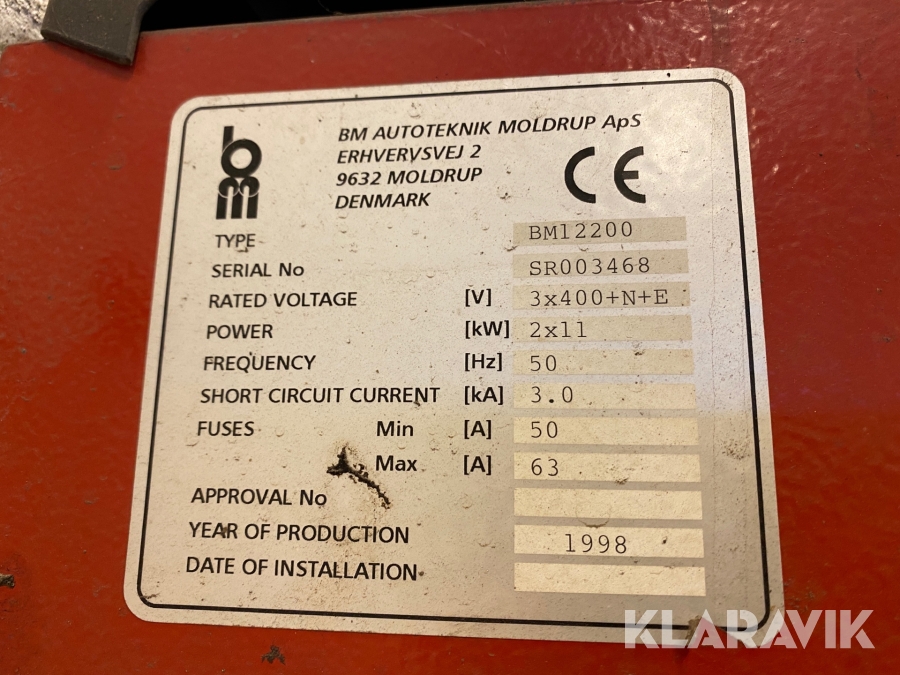 bm
BM AUTOTEKNIK MOLDRUP ApS
ERHVERVSVEJ 2
9632 MOLDRUP
DENMARK
CE
TYPE BM12200
SERIAL No SR003468
RATED VOLTAGE [V] 3x400+N+E
POWER [kW] 2x11
FREQUENCY [Hz] 50
SHORT CIRCUIT CURRENT [kA] 3.0
FUSES Min [A] 50
Max [A] 63
APPROVAL No
YEAR OF PRODUCTION 1998
DATE OF INSTALLATION
KLARAVIK